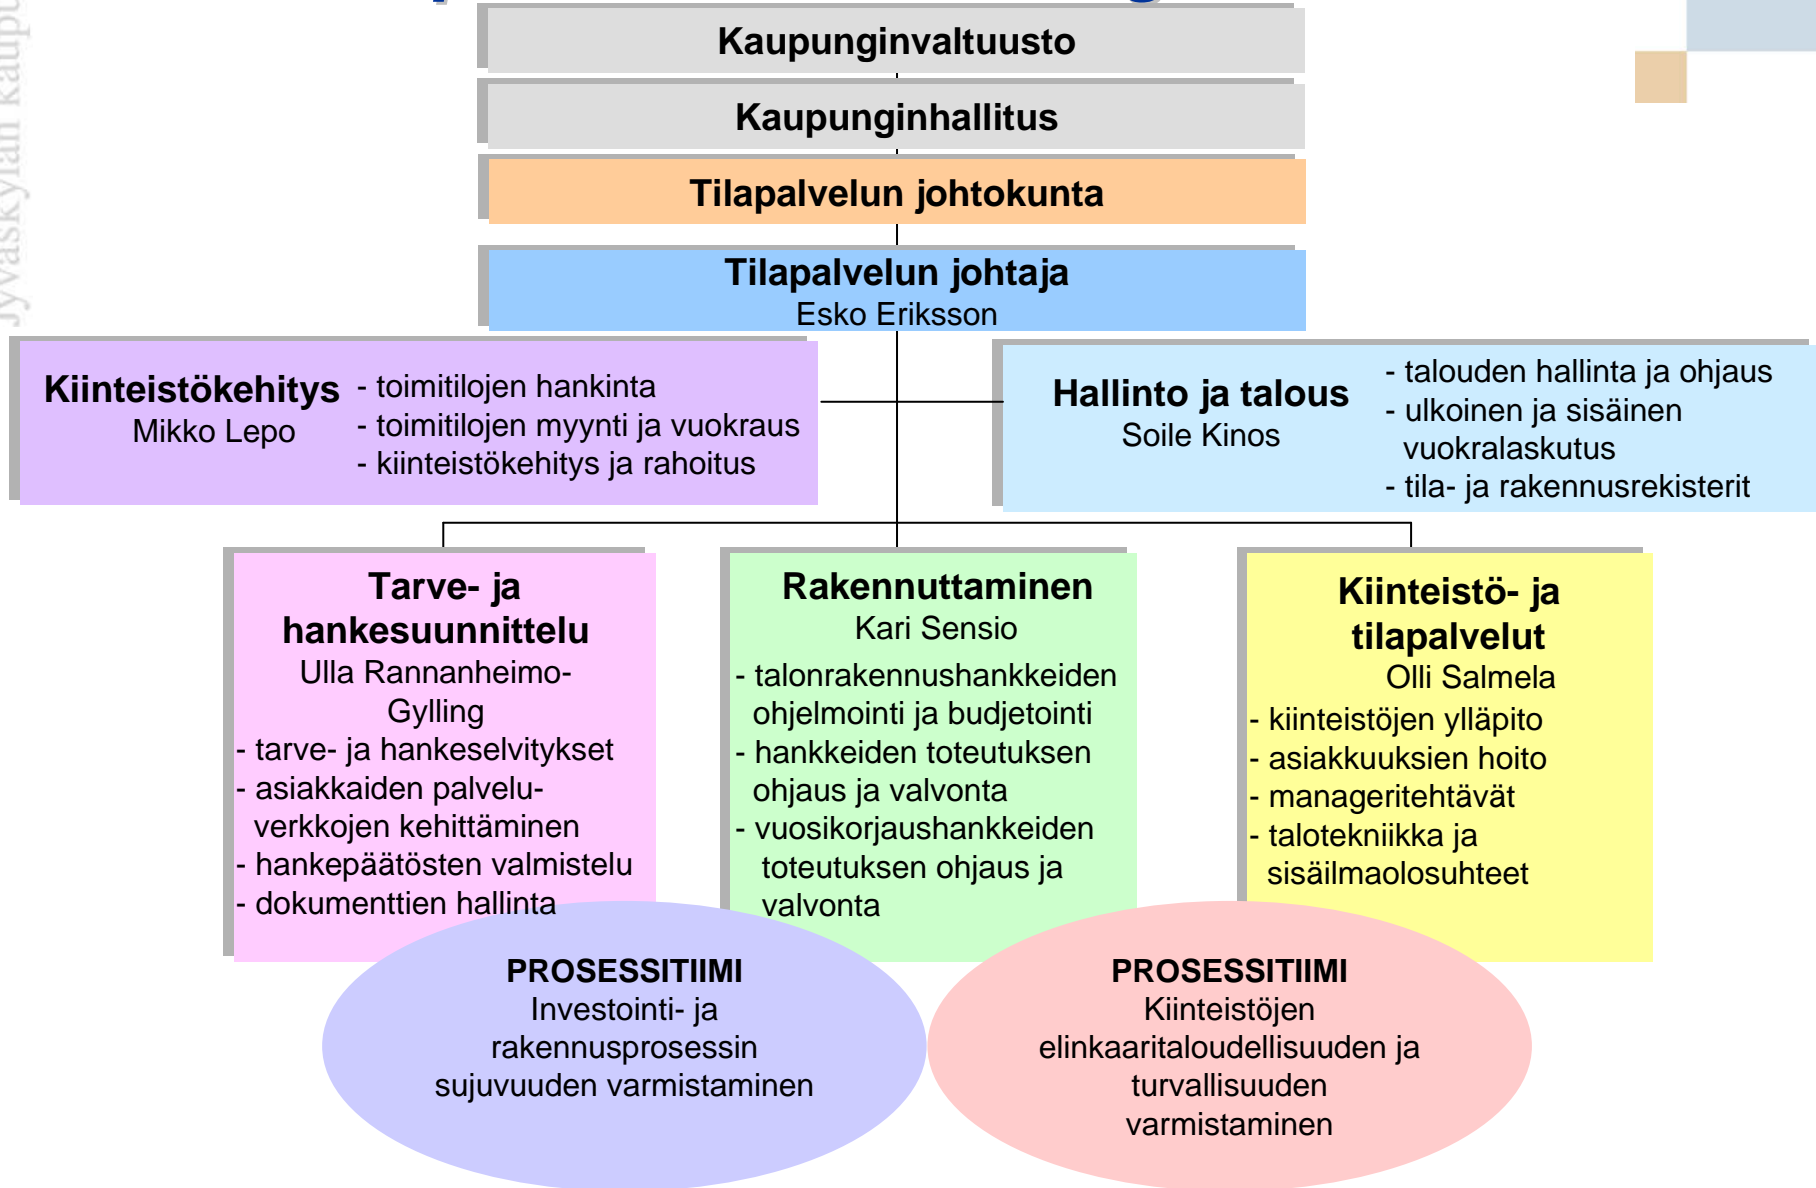 Kaupunginvaltuusto
Kaupunginhallitus
Tilapalvelun johtokunta
Tilapalvelun johtaja
Esko Eriksson
Kiinteistökehitys
Mikko Lepo
- toimitilojen hankinta
- toimitilojen myynti ja vuokraus
- kiinteistökehitys ja rahoitus
Hallinto ja talous
Soile Kinos
- talouden hallinta ja ohjaus
- ulkoinen ja sisäinen
vuokralaskutus
- tila- ja rakennusrekisterit
Tarve- ja
hankesuunnittelu
Ulla Rannanheimo-
Gylling
- tarve- ja hankeselvitykset
- asiakkaiden palvelu-
verkkojen kehittäminen
- hankepäätösten valmistelu
- dokumenttien hallinta
Rakennuttaminen
Kari Sensio
- talonrakennushankkeiden
ohjelmointi ja budjetointi
- hankkeiden toteutuksen
ohjaus ja valvonta
- vuosikorjaushankkeiden
toteutuksen ohjaus ja
valvonta
Kiinteistö- ja
tilapalvelut
Olli Salmela
- kiinteistöjen ylläpito
- asiakkuuksien hoito
- manageritehtävät
- talotekniikka ja
sisäilmaolosuhteet
PROSESSITIIMI
Investointi- ja
rakennusprosessin
sujuvuuden varmistaminen
PROSESSITIIMI
Kiinteistöjen
elinkaaritaloudellisuuden ja
turvallisuuden
varmistaminen
Jyväskylän kaupu